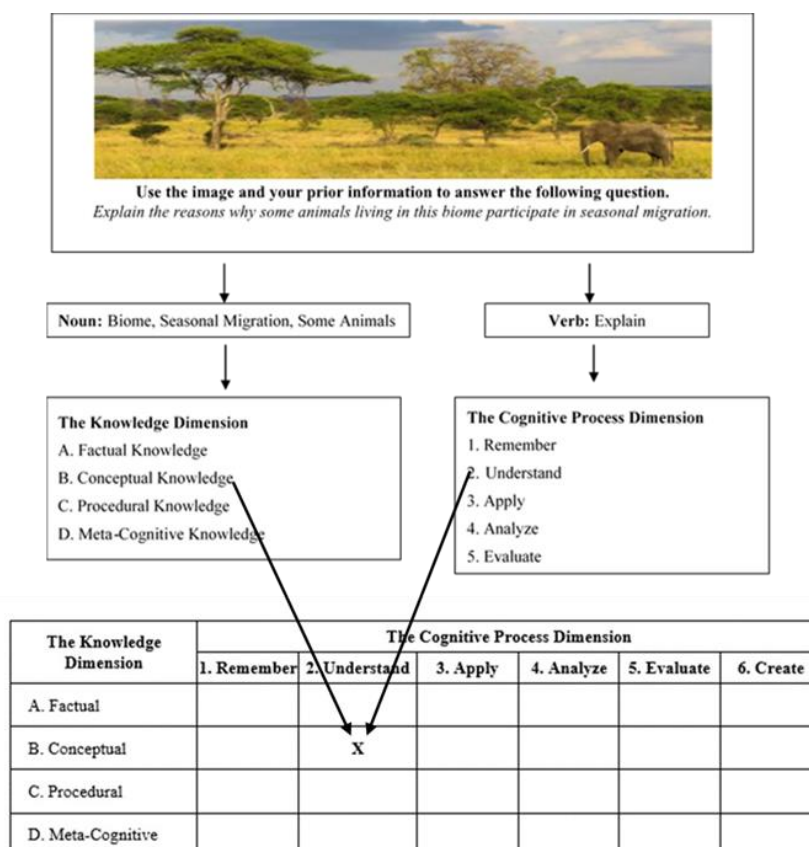 Use the image and your prior information to answer the following question.
Explain the reasons why some animals living in this biome participate in seasonal migration.
Noun: Biome, Seasonal Migration, Some Animals
Verb: Explain
The Knowledge Dimension
A. Factual Knowledge
B. Conceptual Knowledge
C. Procedural Knowledge
D. Meta-Cognitive Knowledge
The Cognitive Process Dimension
1. Remember
2. Understand
3. Apply
4. Analyze
5. Evaluate
The Knowledge
Dimension
The Cognitive Process Dimension
1. Remember
2. Understand
3. Apply
4. Analyze
5. Evaluate
6. Create
A. Factual
B. Conceptual
X
C. Procedural
D. Meta-Cognitive